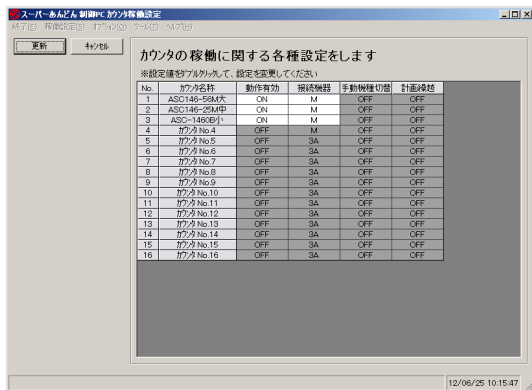 スーパーあんどん 制御PC カウンタ稼働設定
終了(E) 稼働設定(S) オプション(O) ツール(T) ヘルプ(H)
更新 キャンセル
カウンタの稼働に関する各種設定をします
※設定値をダブルクリックして、設定を変更してください
No. カウンタ名称 動作有効 接続機器 手動機種切替 計画繰越
1 ASC146-56M大 ON M OFF OFF
2 ASC146-25M中 ON M OFF OFF
3 ASC-1460B小 ON M OFF OFF
4 カウンタ No.4 OFF M OFF OFF
5 カウンタ No.5 OFF 3A OFF OFF
6 カウンタ No.6 OFF 3A OFF OFF
7 カウンタ No.7 OFF 3A OFF OFF
8 カウンタ No.8 OFF 3A OFF OFF
9 カウンタ No.9 OFF 3A OFF OFF
10 カウンタ No.10 OFF 3A OFF OFF
11 カウンタ No.11 OFF 3A OFF OFF
12 カウンタ No.12 OFF 3A OFF OFF
13 カウンタ No.13 OFF 3A OFF OFF
14 カウンタ No.14 OFF 3A OFF OFF
15 カウンタ No.15 OFF 3A OFF OFF
16 カウンタ No.16 OFF 3A OFF OFF
12/06/25 10:15:47